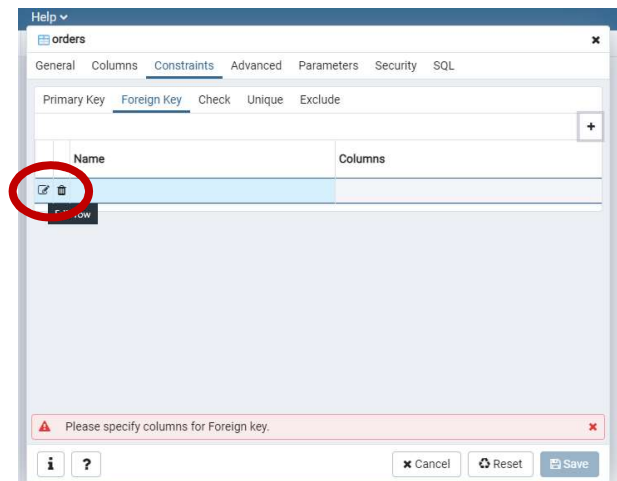 Help
orders
General Columns Constraints Advanced Parameters Security SQL
Primary Key Foreign Key Check Unique Exclude
+
Name Columns
row
Please specify columns for Foreign key.
i ? Cancel Reset Save